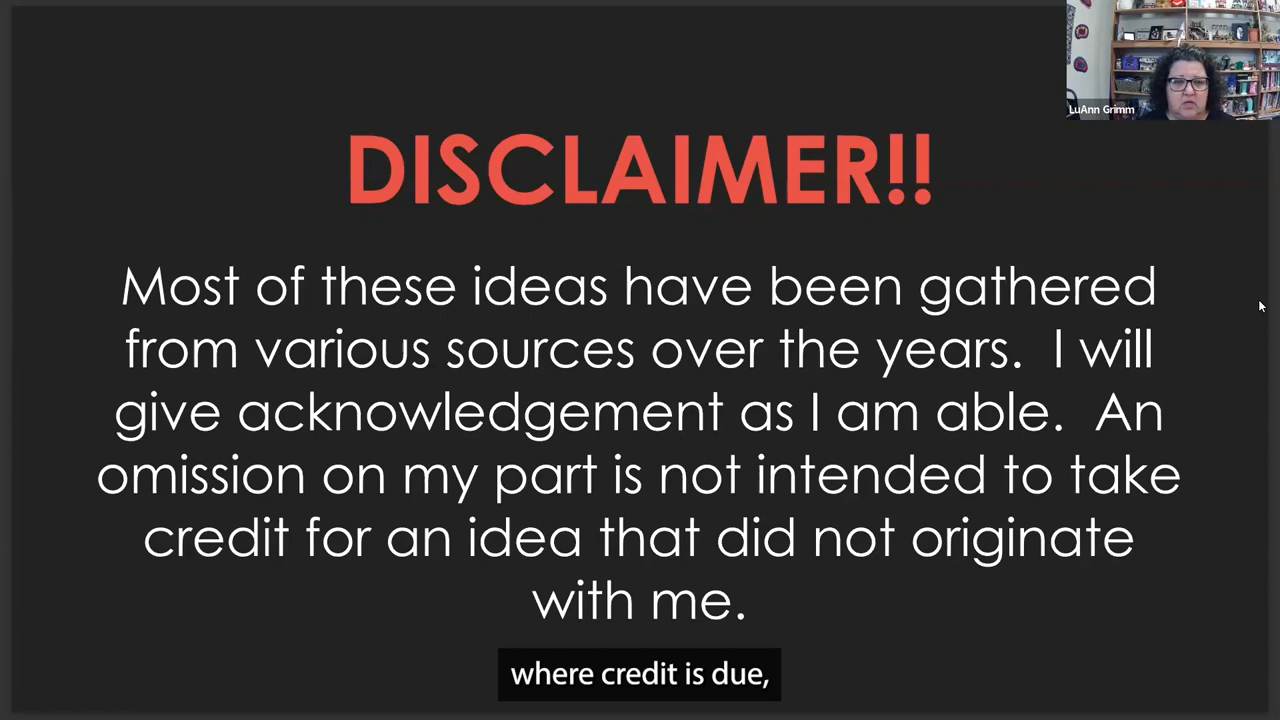 LuAnn Grimm
DISCLAIMER!!
Most of these ideas have been gathered
from various sources over the years.  I will
give acknowledgement as I am able.  An
omission on my part is not intended to take
credit for an idea that did not originate
with me.
where credit is due,